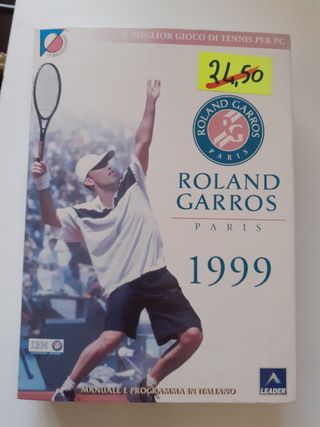 IL MIGLIOR GIOCO DI TENNIS PER PC
34,50
ROLAND GARROS
PARIS
ROLAND
GARROS
PARIS
1999
IBM
MANUALE E PROGRAMMA IN ITALIANO
LEADER